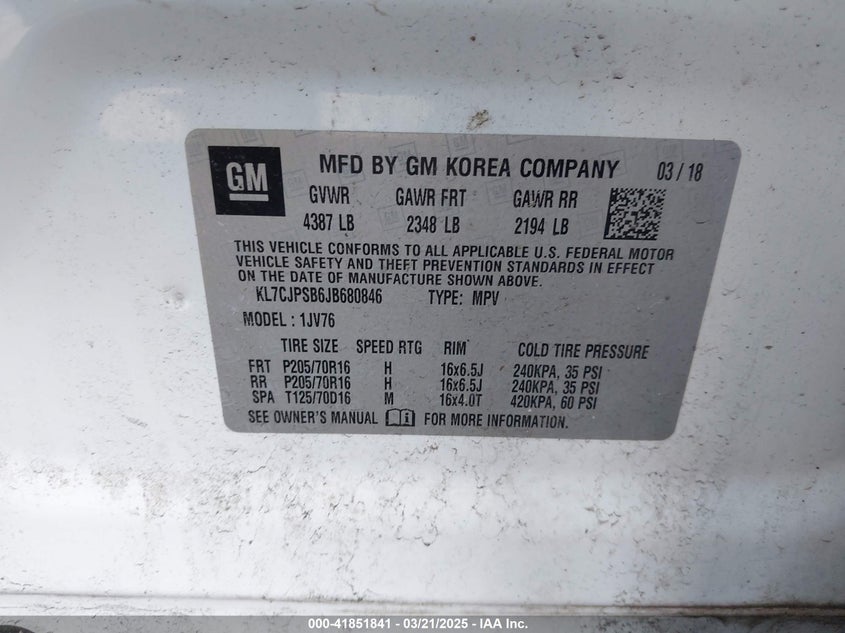 GM MFD BY GM KOREA COMPANY 03 / 18
GVWR GAWR FRT GAWR RR
4387 LB 2348 LB 2194 LB
THIS VEHICLE CONFORMS TO ALL APPLICABLE U.S. FEDERAL MOTOR
VEHICLE SAFETY AND THEFT PREVENTION STANDARDS IN EFFECT
ON THE DATE OF MANUFACTURE SHOWN ABOVE.
KL7CJPSB6JB680846 TYPE: MPV
MODEL : 1JV76
TIRE SIZE SPEED RTG RIM COLD TIRE PRESSURE
FRT P205/70R16 H 16x6.5J 240KPA, 35 PSI
RR P205/70R16 H 16x6.5J 240KPA, 35 PSI
SPA T125/70D16 M 16x4.0T 420KPA, 60 PSI
SEE OWNER'S MANUAL FOR MORE INFORMATION.
000-41851841 - 03/21/2025 - IAA Inc.